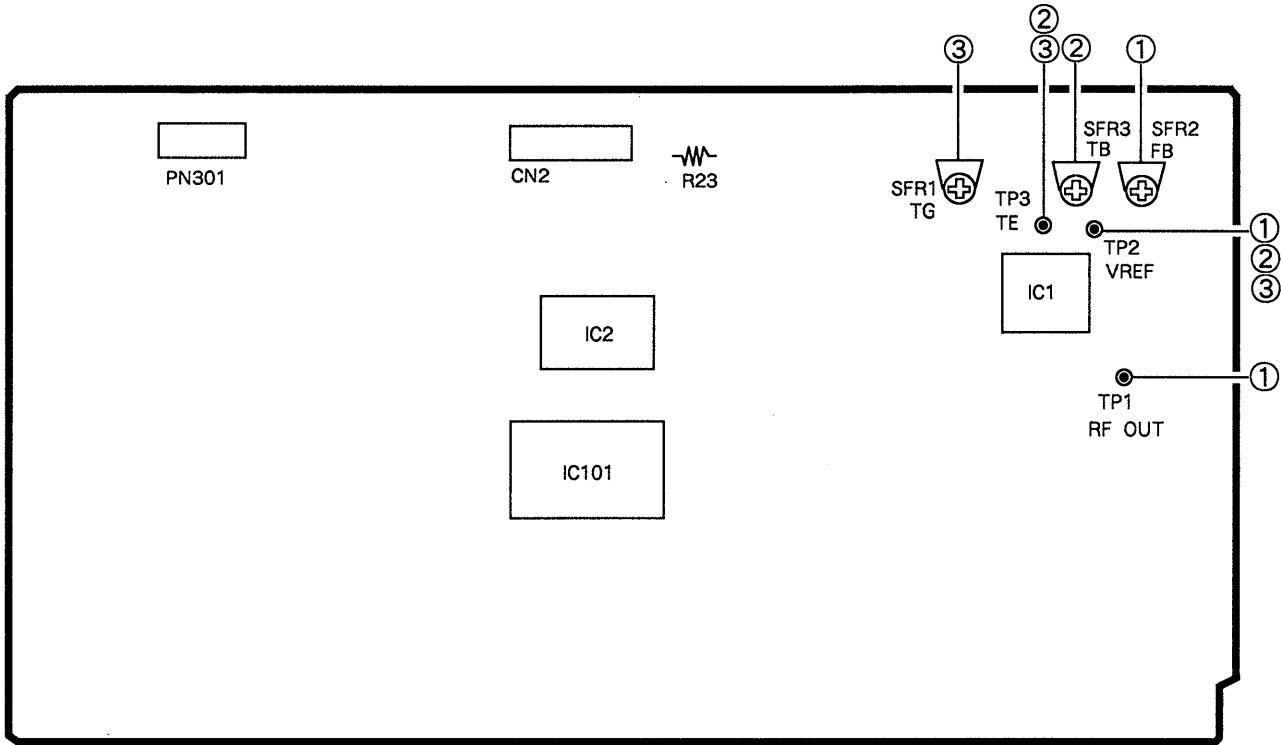 ②
③ ③ ② ①
SFR3 SFR2
TB FB
PN301
CN2
R23
SFR1
TG
TP3
TE
TP2
VREF
①
②
③
IC1
IC2
①
TP1
RF OUT
IC101